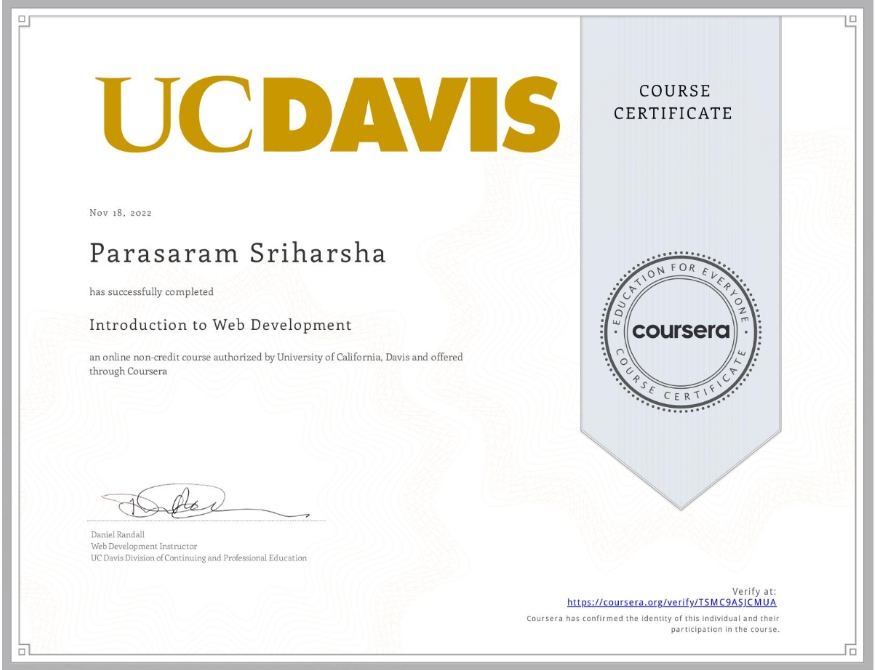 UCDAVIS
COURSE
CERTIFICATE
Nov 18, 2022
Parasaram Sriharsha
has successfully completed
Introduction to Web Development
an online non-credit course authorized by University of California, Davis and offered
through Coursera
EDUCATION FOR EVERYONE
coursera
COURSE CERTIFICATE
Daniel Randall
Web Development Instructor
UC Davis Division of Continuing and Professional Education
Verify at:
https://coursera.org/verify/TSMC9ASJCMUA
Coursera has confirmed the identity of this individual and their
participation in the course.